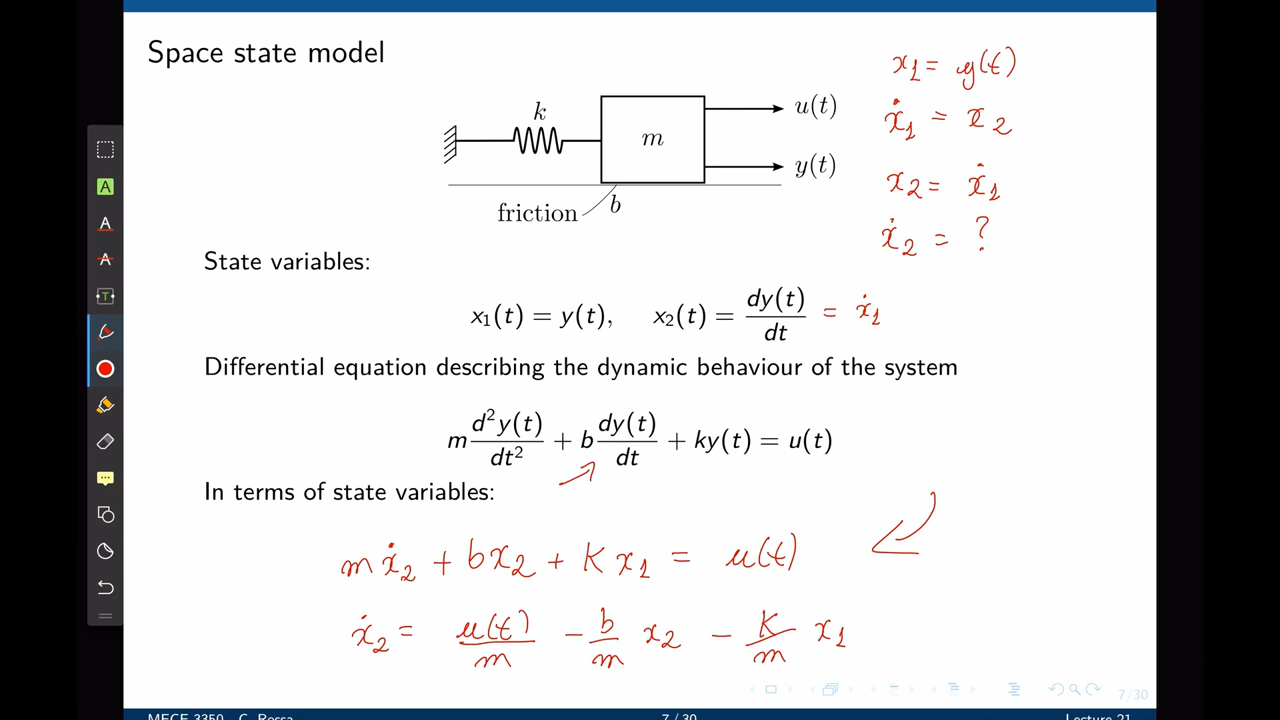 Space state model
x1 = y(t)
k
m
u(t)
ẋ1 = x2
y(t)
x2 = ẋ1
friction
b
ẋ2 = ?
State variables:
x1(t) = y(t), x2(t) = dy(t)/dt = ẋ1
Differential equation describing the dynamic behaviour of the system
m d²y(t)/dt² + b dy(t)/dt + ky(t) = u(t)
In terms of state variables:
mẋ2 + bx2 + Kx1 = u(t)
ẋ2 = u(t)/m - b/m x2 - K/m x1
A
A
A
T
7/30
MECE 3350 C. Rossa
7 / 30
Lecture 21